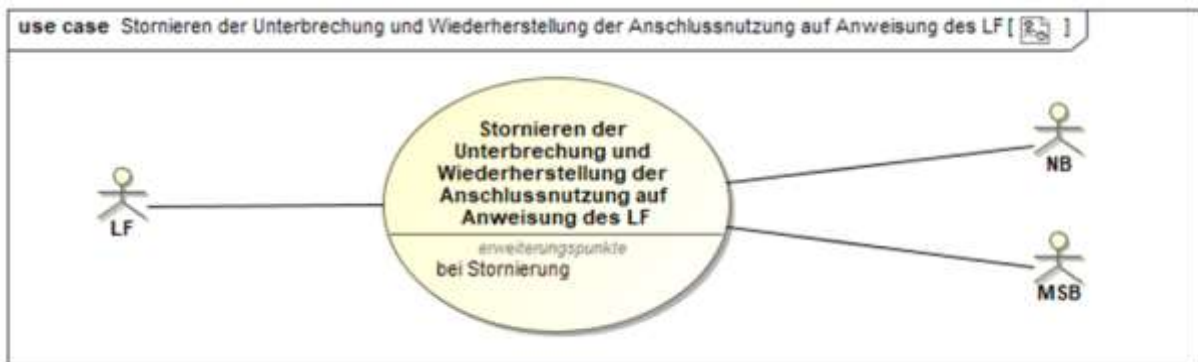 use case Stornieren der Unterbrechung und Wiederherstellung der Anschlussnutzung auf Anweisung des LF [ ]
Stornieren der
Unterbrechung und
Wiederherstellung der
Anschlussnutzung auf
Anweisung des LF
erweiterungspunkte
bei Stornierung
LF
NB
MSB